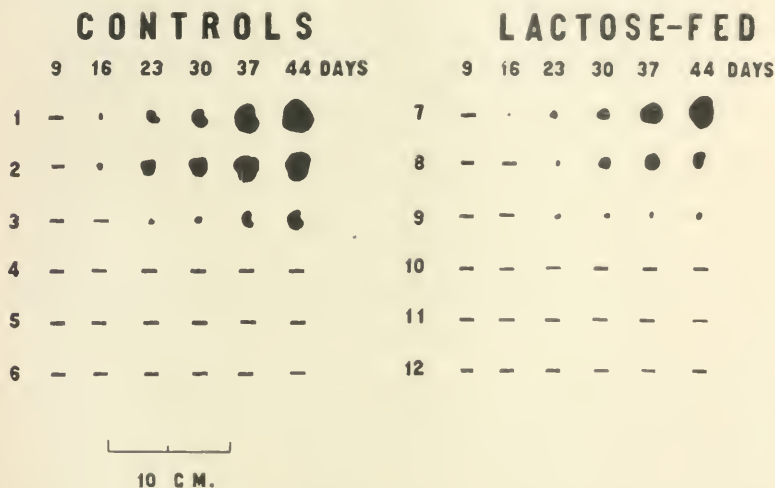 CONTROLS
9 16 23 30 37 44 DAYS
1 –
2 –
3 – –
4 – – – – – –
5 – – – – – –
6 – – – – – –
10 CM.
LACTOSE-FED
9 16 23 30 37 44 DAYS
7 –
8 – –
9 – –
10 – – – – – –
11 – – – – – –
12 – – – – – –